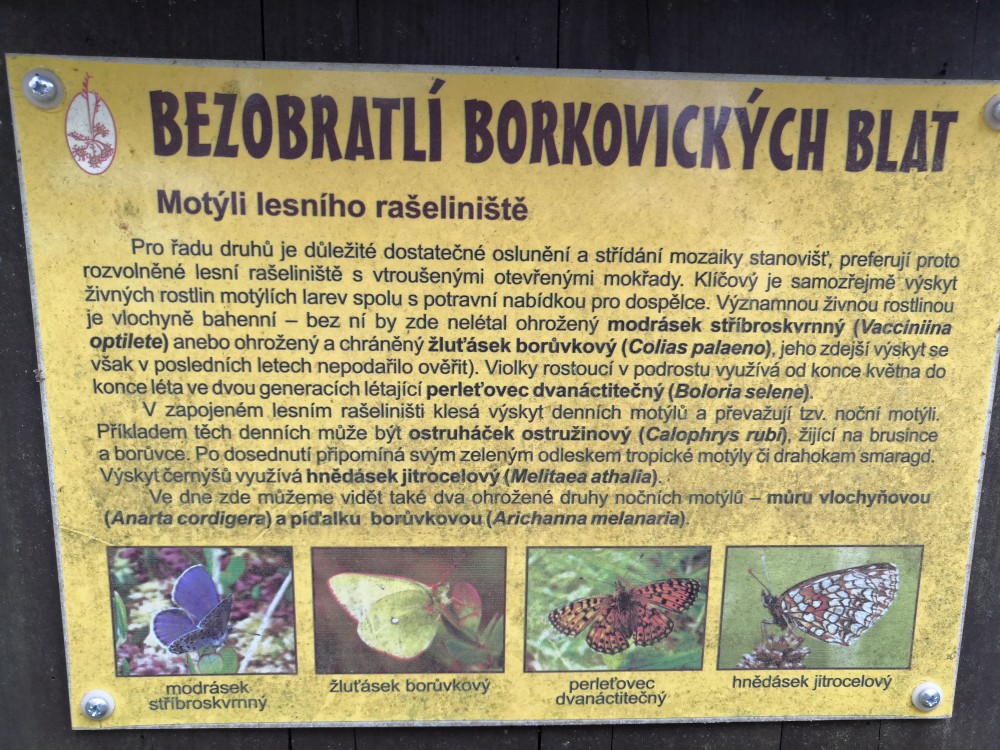 BEZOBRATLÍ BORKOVICKÝCH BLAT
Motýli lesního rašeliniště
Pro řadu druhů je důležité dostatečné oslunění a střídání mozaiky stanovišť, preferují proto
rozvolněné lesní rašeliniště s vtroušenými otevřenými mokřady. Klíčový je samozřejmě výskyt
živných rostlin motýlích larev spolu s potravní nabídkou pro dospělce. Významnou živnou rostlinou
je vlochyně bahenní – bez ní by zde nelétal ohrožený modrásek stříbroskvrnný (Vacciniina
optilete) anebo ohrožený a chráněný žluťásek borůvkový (Colias palaeno), jeho zdejší výskyt se
však v posledních letech nepodařilo ověřit). Violky rostoucí v podrostu využívá od konce května do
konce léta ve dvou generacích létající perleťovec dvanáctitečný (Boloria selene).
V zapojeném lesním rašeliništi klesá výskyt denních motýlů a převažují tzv. noční motýli.
Příkladem těch denních může být ostruháček ostružinový (Calophrys rubi), žijící na brusince
a borůvce. Po dosednutí připomíná svým zeleným odleskem tropické motýly či drahokam smaragd.
Výskyt černýšů využívá hnědásek jitrocelový (Melitaea athalia).
Ve dne zde můžeme vidět také dva ohrožené druhy nočních motýlů – můru vlochyňovou
(Anarta cordigera) a píďalku borůvkovou (Arichanna melanaria).
modrásek
stříbroskvrnný
žluťásek borůvkový
perleťovec
dvanáctitečný
hnědásek jitrocelový